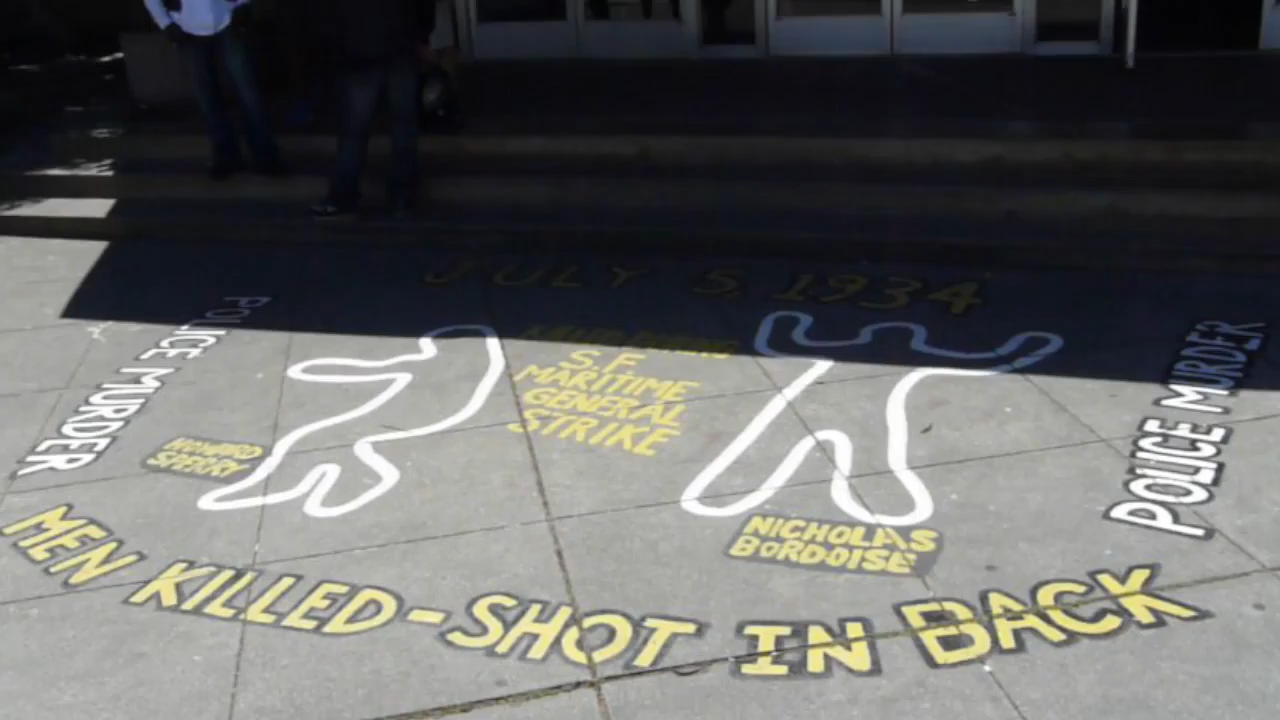 JULY 5, 1934
POLICE MURDER
S.F.
MARITIME
GENERAL
STRIKE
POLICE MURDER
HOWARD
SPERRY
NICHOLAS
BORDOISE
MEN KILLED-SHOT IN BACK